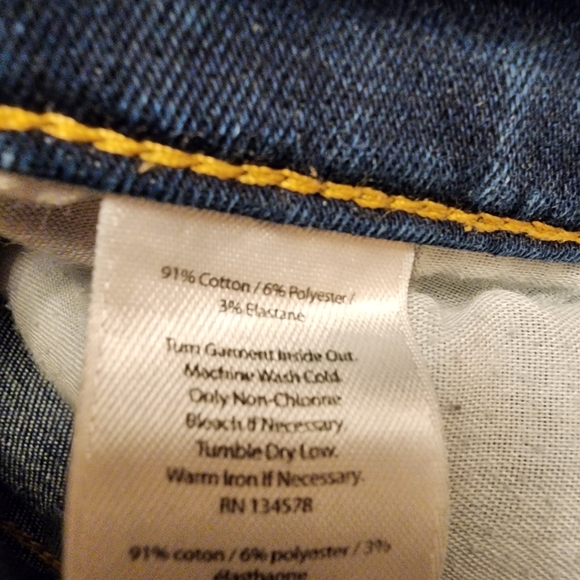 91% Cotton / 6% Polyester /
3% Elastane
Turn Garment Inside Out.
Machine Wash Cold.
Only Non-Chlorine
Bleach If Necessary.
Tumble Dry Low.
Warm Iron If Necessary.
RN 134578
91% coton / 6% polyester / 3%
élasthanne